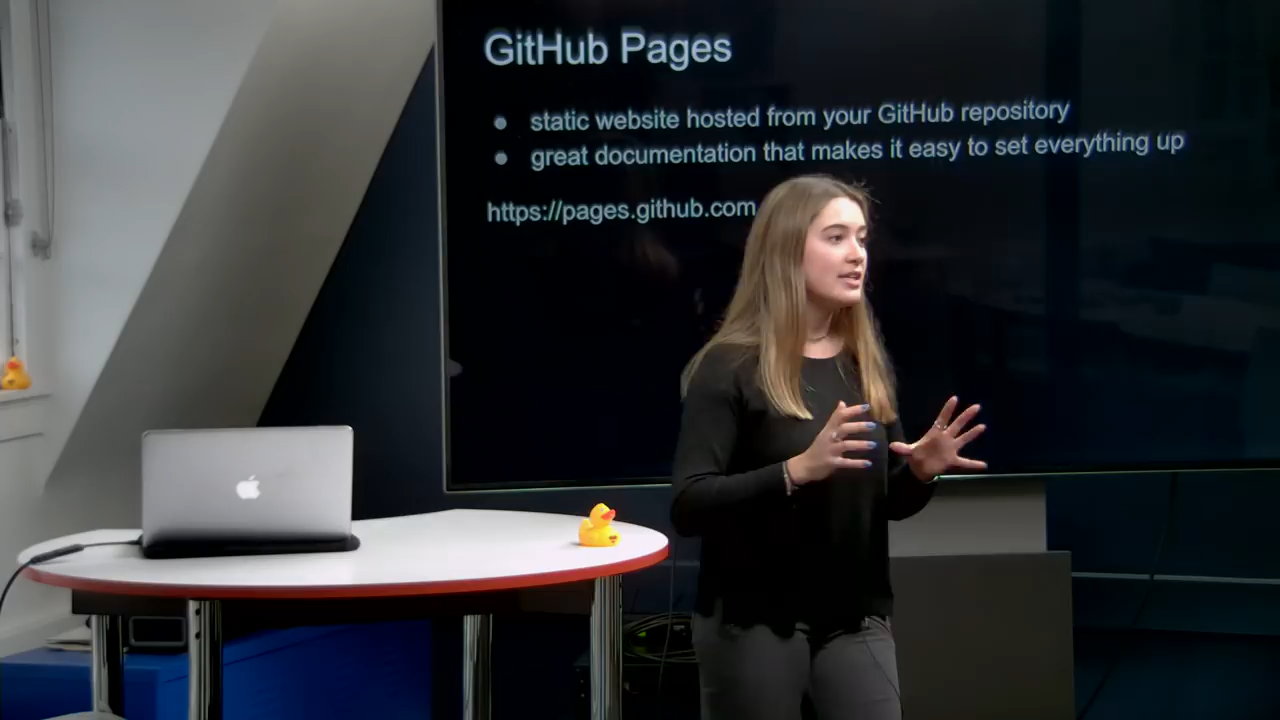 GitHub Pages
● static website hosted from your GitHub repository
● great documentation that makes it easy to set everything up
https://pages.github.com